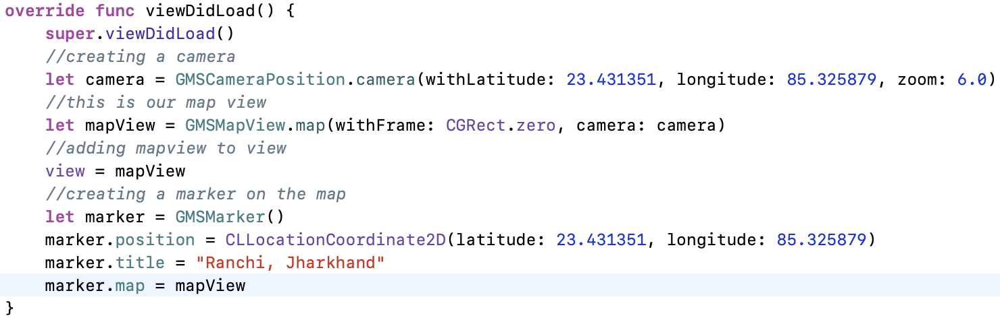 override func viewDidLoad() {
    super.viewDidLoad()
    //creating a camera
    let camera = GMSCameraPosition.camera(withLatitude: 23.431351, longitude: 85.325879, zoom: 6.0)
    //this is our map view
    let mapView = GMSMapView.map(withFrame: CGRect.zero, camera: camera)
    //adding mapview to view
    view = mapView
    //creating a marker on the map
    let marker = GMSMarker()
    marker.position = CLLocationCoordinate2D(latitude: 23.431351, longitude: 85.325879)
    marker.title = "Ranchi, Jharkhand"
    marker.map = mapView
}